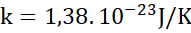 k = 1,38. 10⁻²³J/K